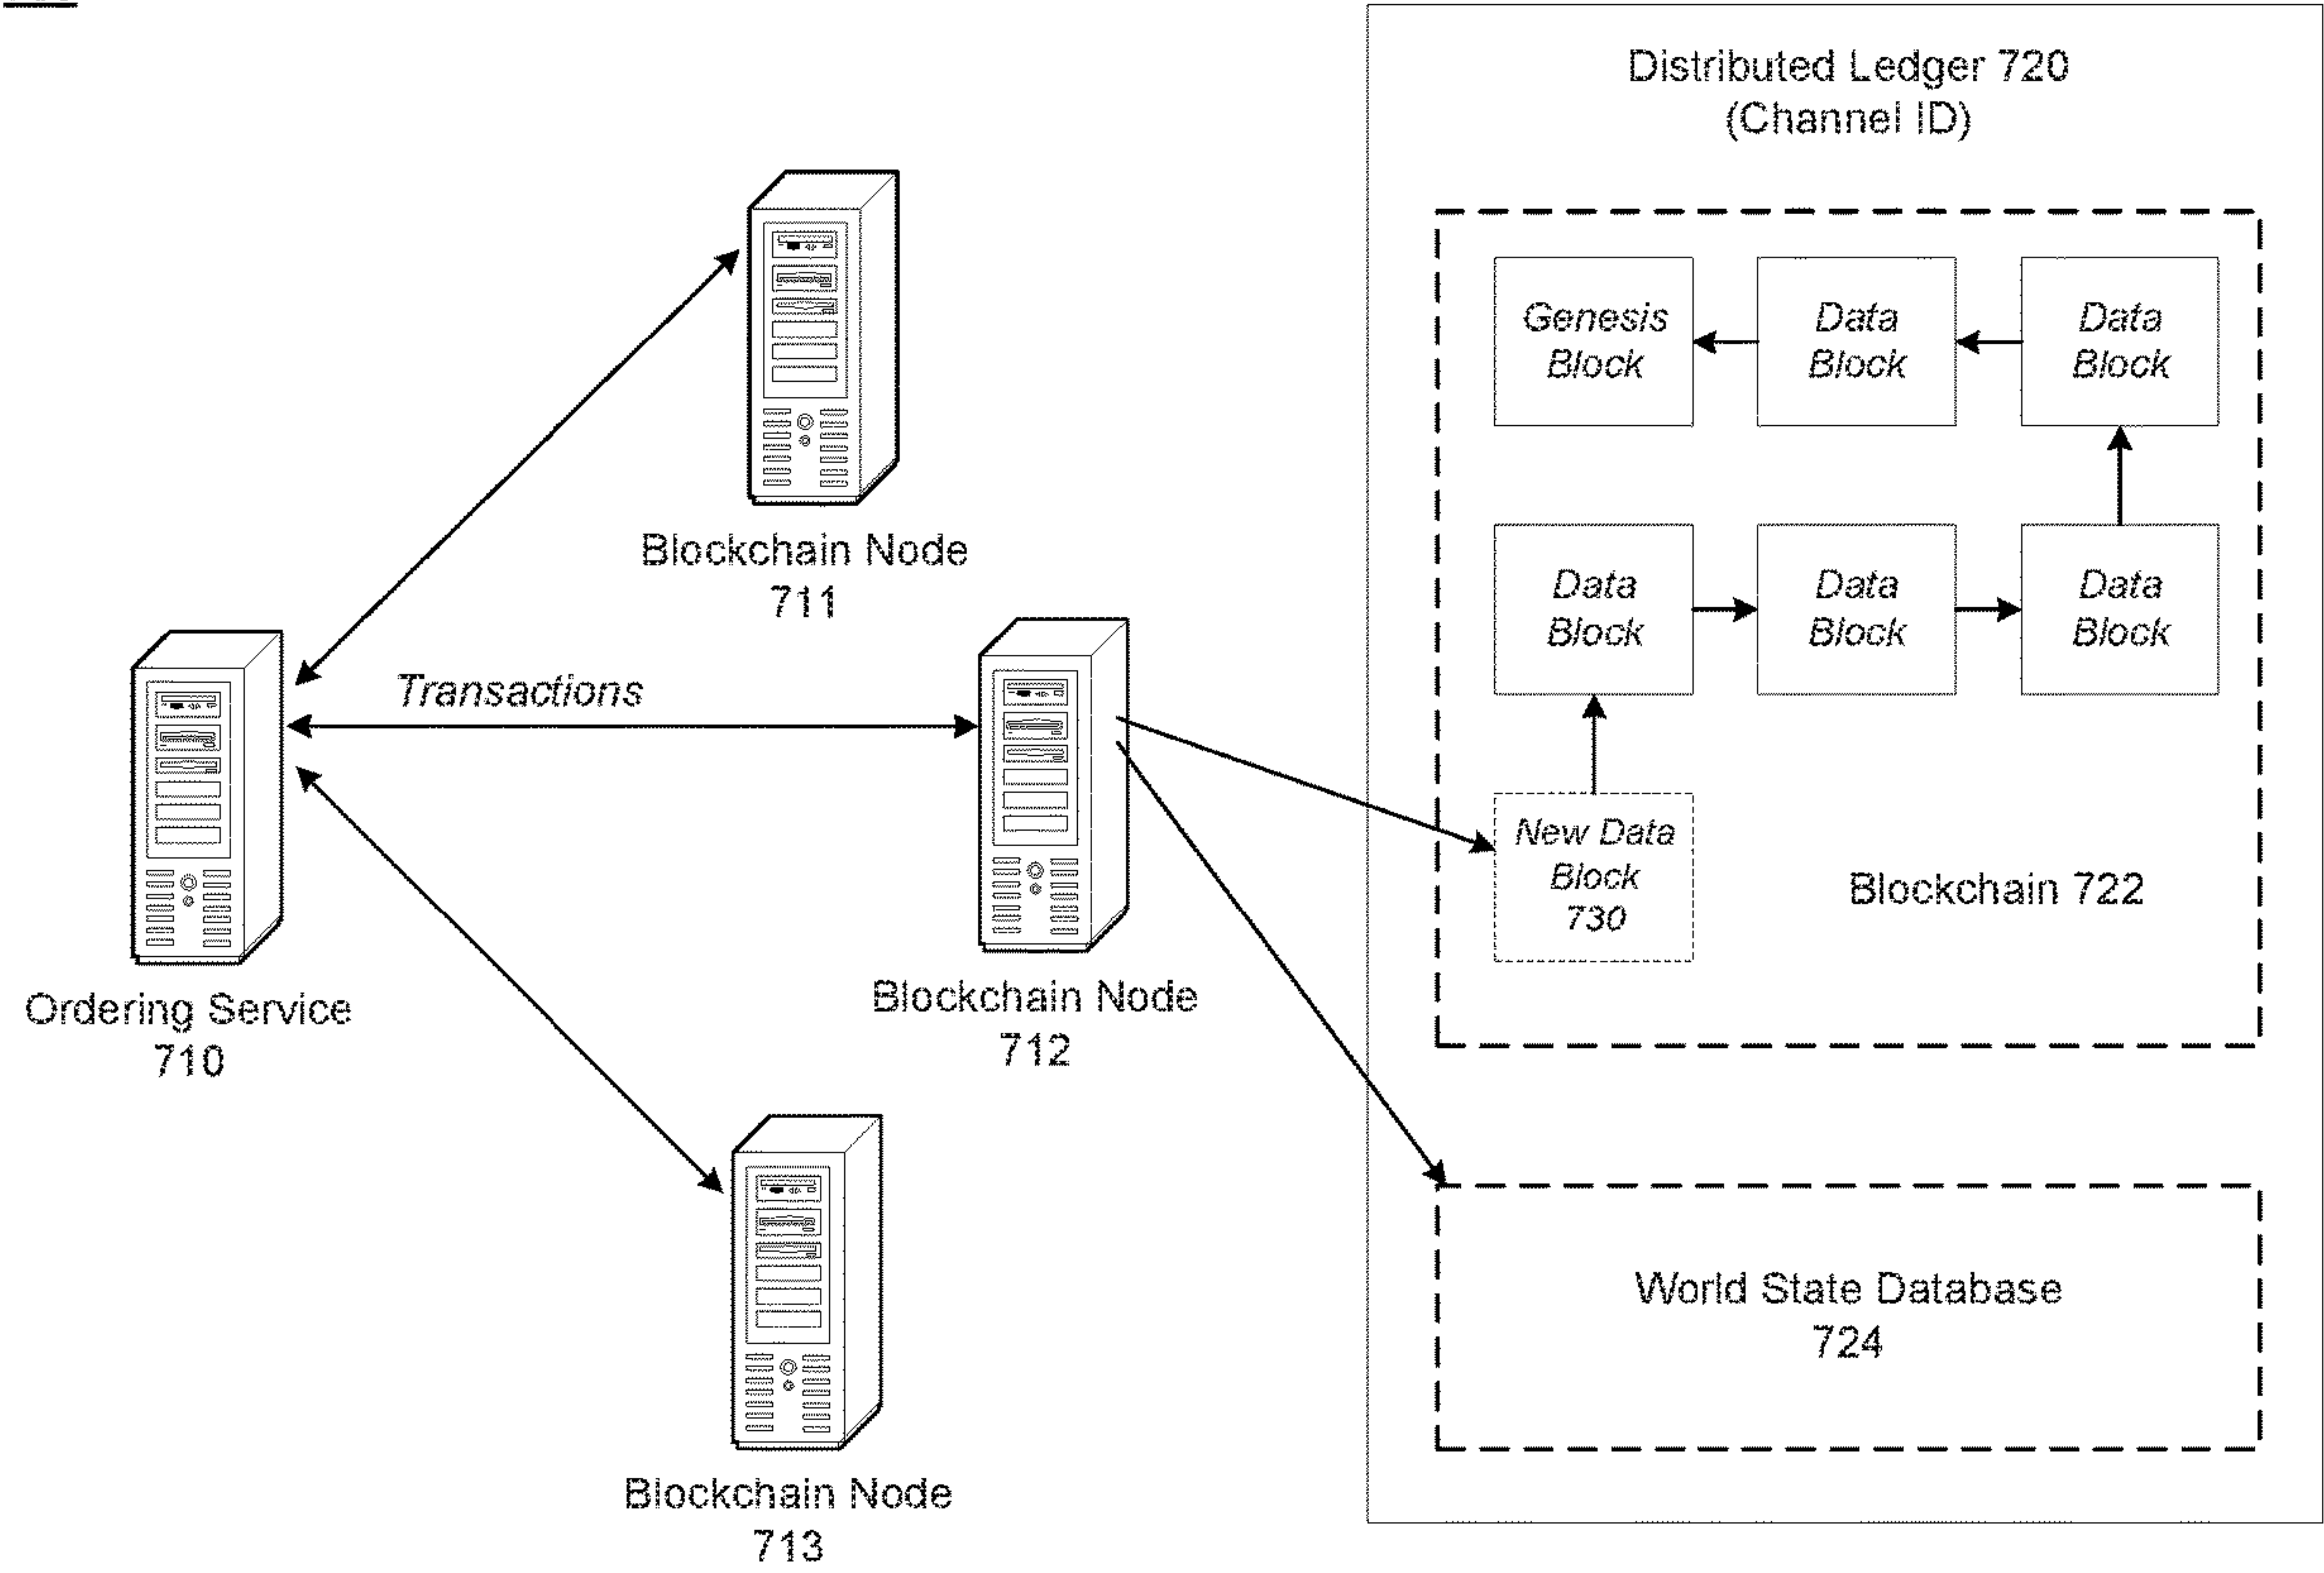 Distributed Ledger 720
(Channel ID)
Genesis
Block
Data
Block
Data
Block
Blockchain Node
711
Data
Block
Data
Block
Data
Block
Transactions
New Data
Block
730
Blockchain 722
Ordering Service
710
Blockchain Node
712
World State Database
724
Blockchain Node
713